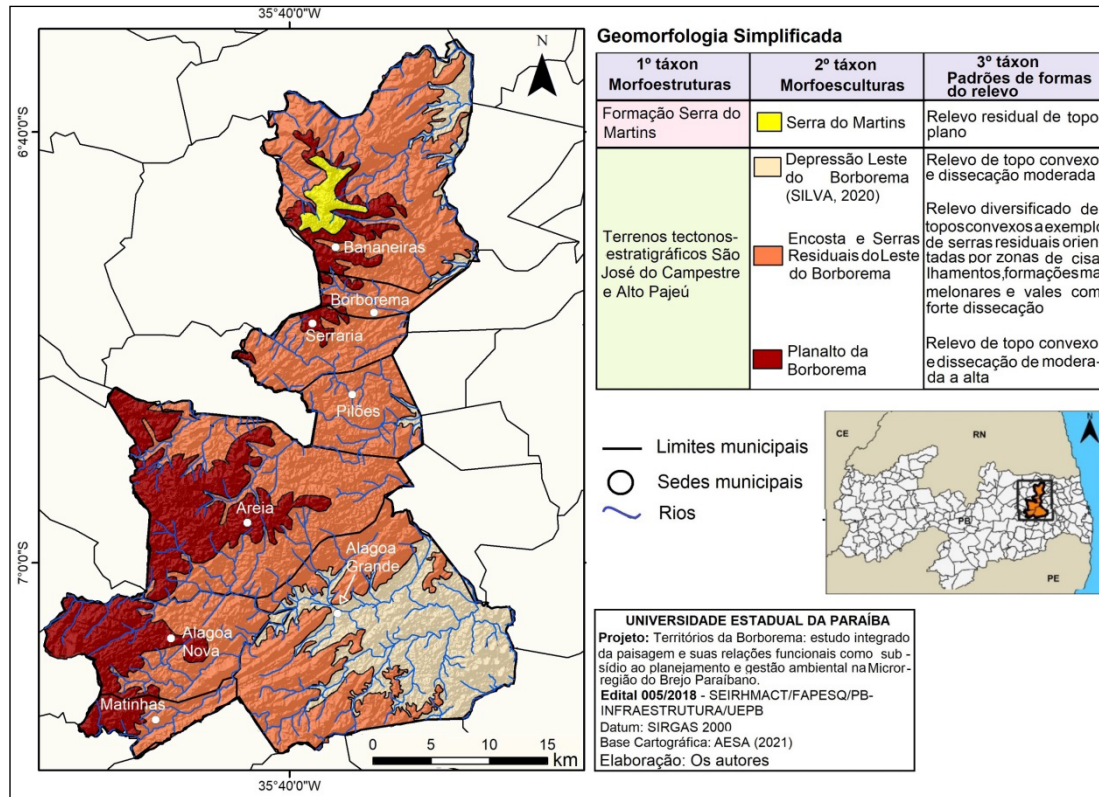 35°40'0"W
6°40'0"S
7°0'0"S
N
Bananeiras
Borborema
Serraria
Pilões
Areia
Alagoa
Grande
Alagoa
Nova
Matinhas
0 5 10 15
km
35°40'0"W
Geomorfologia Simplificada
1º táxon
Morfoestruturas
2º táxon
Morfoesculturas
3º táxon
Padrões de formas
do relevo
Formação Serra do
Martins
Serra do Martins
Relevo residual de topo
plano
Terrenos tectonos-
estratigráficos São
José do Campestre
e Alto Pajeú
Depressão Leste
do Borborema
(SILVA, 2020)
Relevo de topo convexo
e dissecação moderada
Encosta e Serras
Residuais do Leste
do Borborema
Relevo diversificado de
topos convexos a exemplo
de serras residuais orien
tadas por zonas de cisa
lhamentos, formações ma
melonares e vales com
forte dissecação
Planalto da
Borborema
Relevo de topo convexo
e dissecação de modera-
da a alta
Limites municipais
Sedes municipais
Rios
CE
RN
PB
PE
N
UNIVERSIDADE ESTADUAL DA PARAÍBA
Projeto: Territórios da Borborema: estudo integrado
da paisagem e suas relações funcionais como sub -
sídio ao planejamento e gestão ambiental na Micror-
região do Brejo Paraíbano.
Edital 005/2018 - SEIRHMACT/FAPESQ/PB-
INFRAESTRUTURA/UEPB
Datum: SIRGAS 2000
Base Cartográfica: AESA (2021)
Elaboração: Os autores